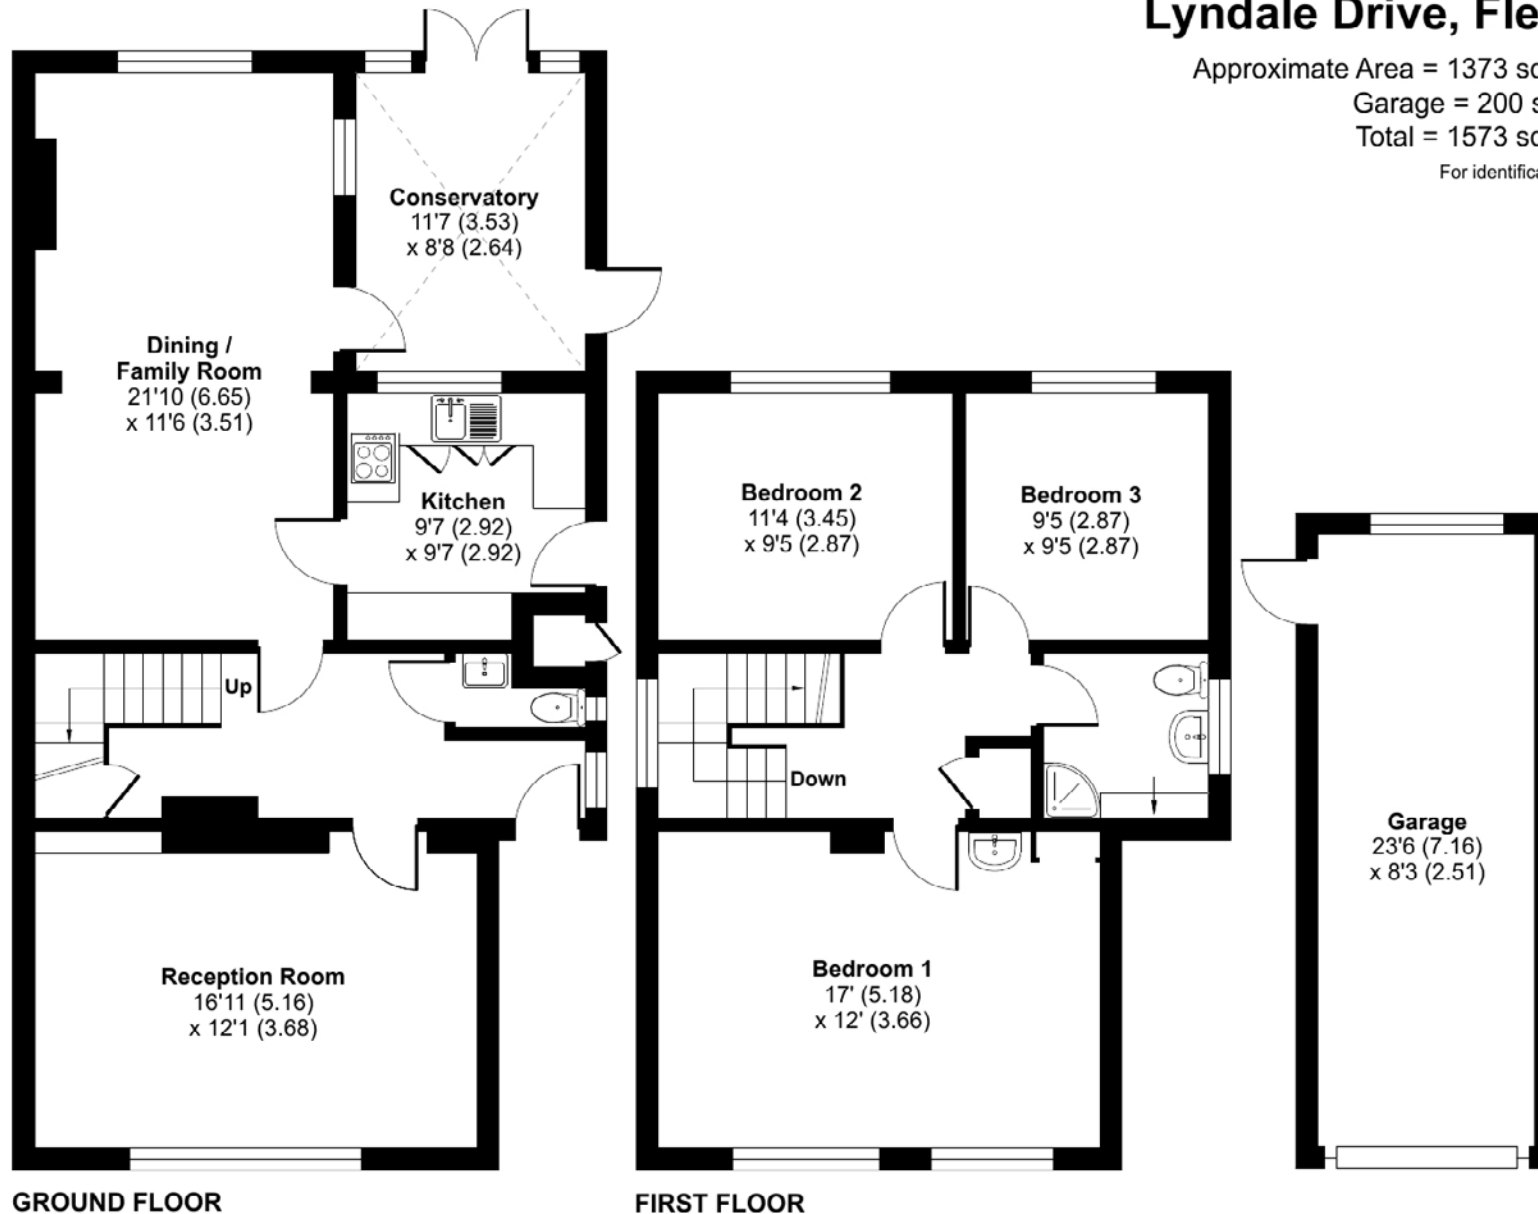 Lyndale Drive, Fle
Approximate Area = 1373 sq
Garage = 200 s
Total = 1573 sq
For identifica
Conservatory
11'7 (3.53)
x 8'8 (2.64)
Dining /
Family Room
21'10 (6.65)
x 11'6 (3.51)
Kitchen
9'7 (2.92)
x 9'7 (2.92)
Up
Reception Room
16'11 (5.16)
x 12'1 (3.68)
GROUND FLOOR
Bedroom 2
11'4 (3.45)
x 9'5 (2.87)
Bedroom 3
9'5 (2.87)
x 9'5 (2.87)
Down
Bedroom 1
17' (5.18)
x 12' (3.66)
FIRST FLOOR
Garage
23'6 (7.16)
x 8'3 (2.51)